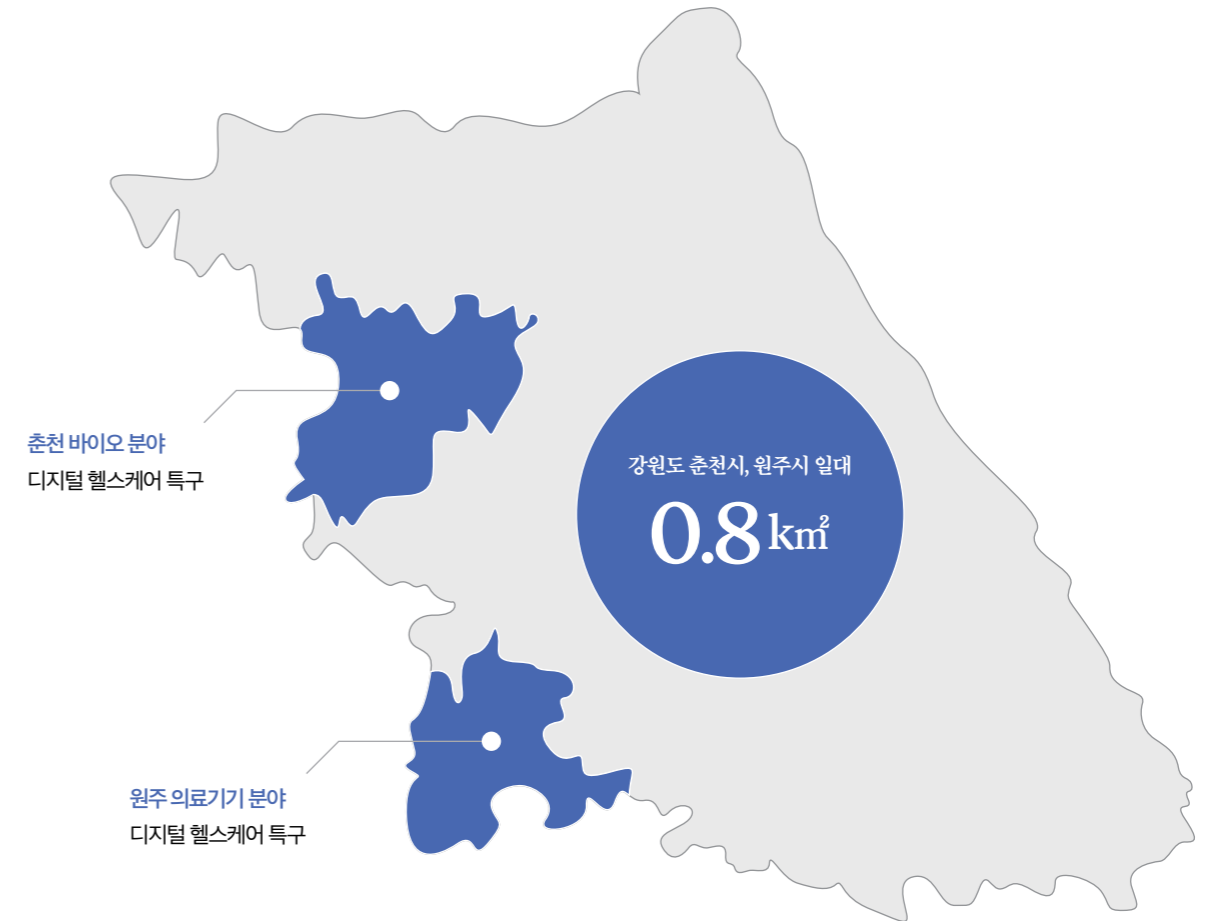 춘천 바이오 분야
디지털 헬스케어 특구
강원도 춘천시, 원주시 일대
0.8 km²
원주 의료기기 분야
디지털 헬스케어 특구